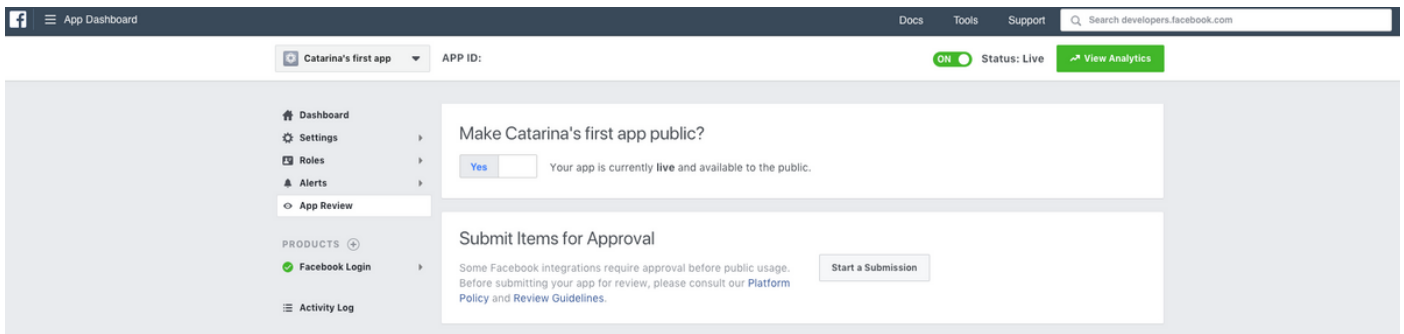 f App Dashboard Docs Tools Support Search developers.facebook.com
Catarina's first app APP ID: ON Status: Live View Analytics
Dashboard
Settings
Roles
Alerts
App Review
PRODUCTS
Facebook Login
Activity Log
Make Catarina's first app public?
Yes Your app is currently live and available to the public.
Submit Items for Approval
Some Facebook integrations require approval before public usage.
Before submitting your app for review, please consult our Platform
Policy and Review Guidelines.
Start a Submission